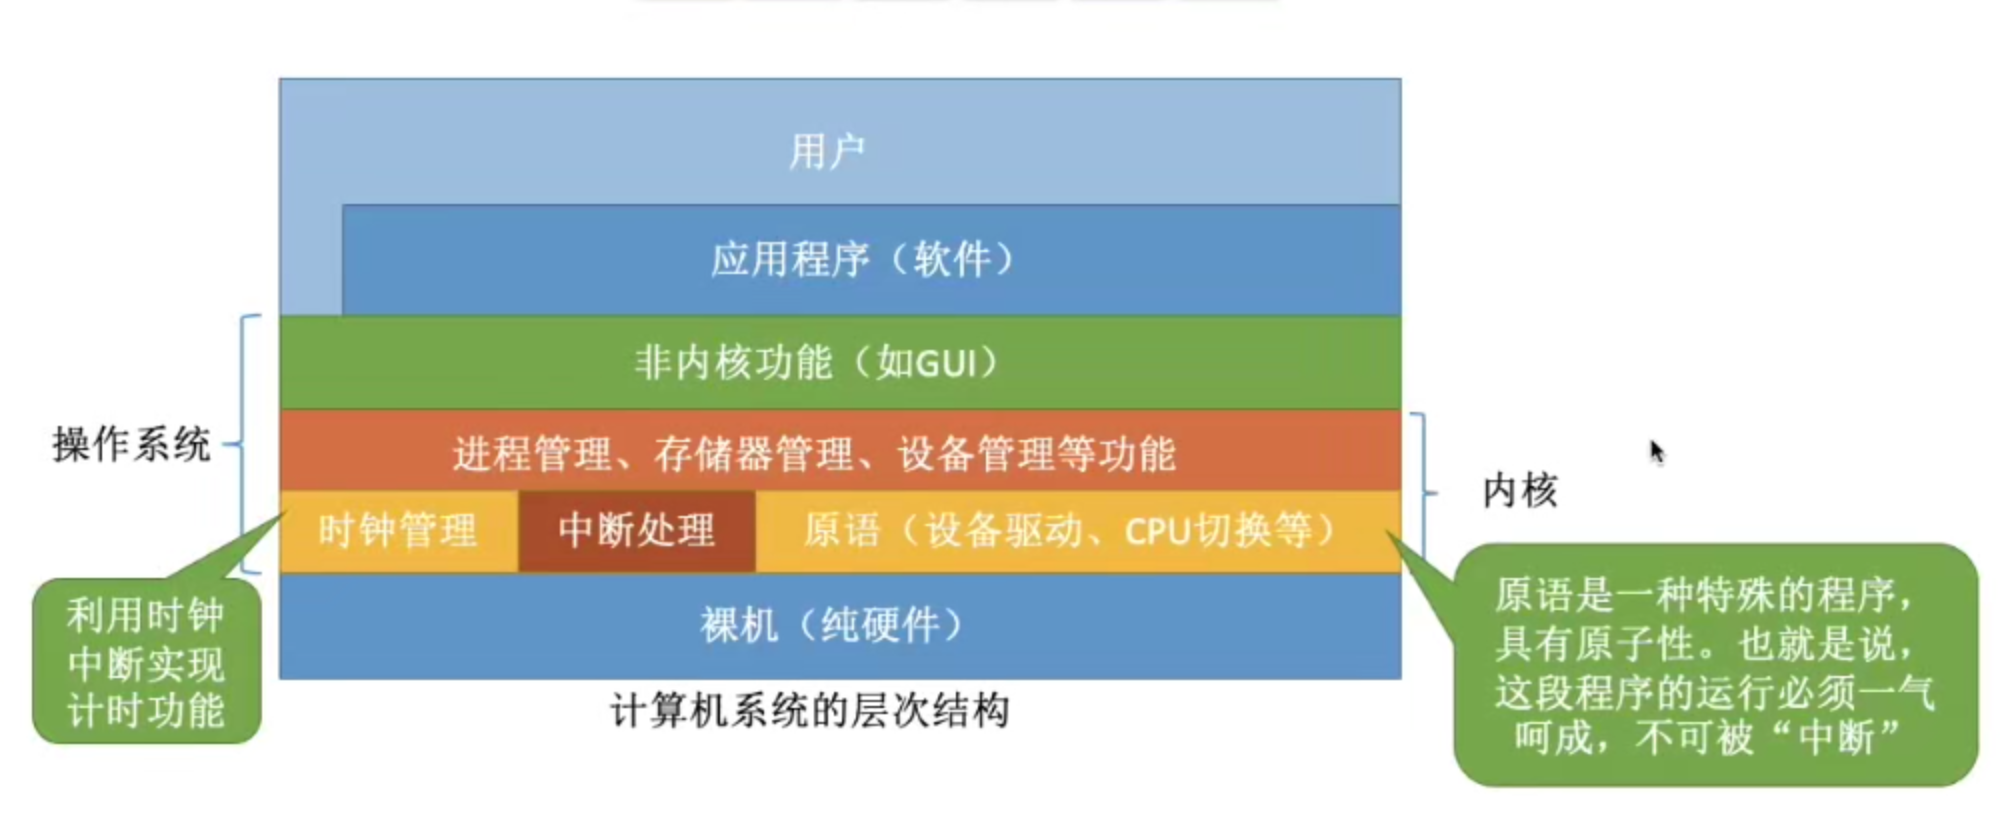 用户
应用程序（软件）
非内核功能（如GUI）
操作系统
进程管理、存储器管理、设备管理等功能
内核
时钟管理
中断处理
原语（设备驱动、CPU切换等）
利用时钟
中断实现
计时功能
裸机（纯硬件）
原语是一种特殊的程序，
具有原子性。也就是说，
这段程序的运行必须一气
呵成，不可被“中断”
计算机系统的层次结构